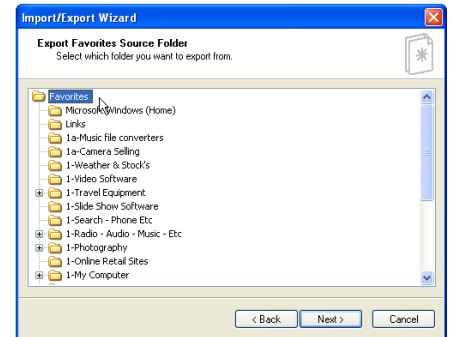 Import/Export Wizard
Export Favorites Source Folder
Select which folder you want to export from.
Favorites
Microsoft Windows (Home)
Links
1a-Music file converters
1a-Camera Selling
1-Weather & Stock's
1-Video Software
1-Travel Equipment
1-Slide Show Software
1-Search - Phone Etc
1-Radio - Audio - Music - Etc
1-Photography
1-Online Retail Sites
1-My Computer
< Back Next > Cancel